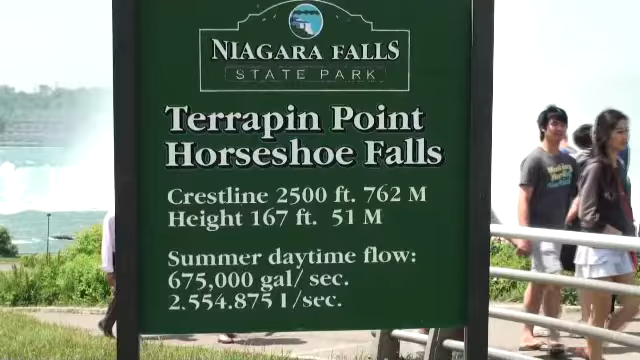 NIAGARA FALLS
STATE PARK
Terrapin Point
Horseshoe Falls
Crestline 2500 ft. 762 M
Height 167 ft. 51 M
Summer daytime flow:
675,000 gal/ sec.
2.554.875 l/sec.